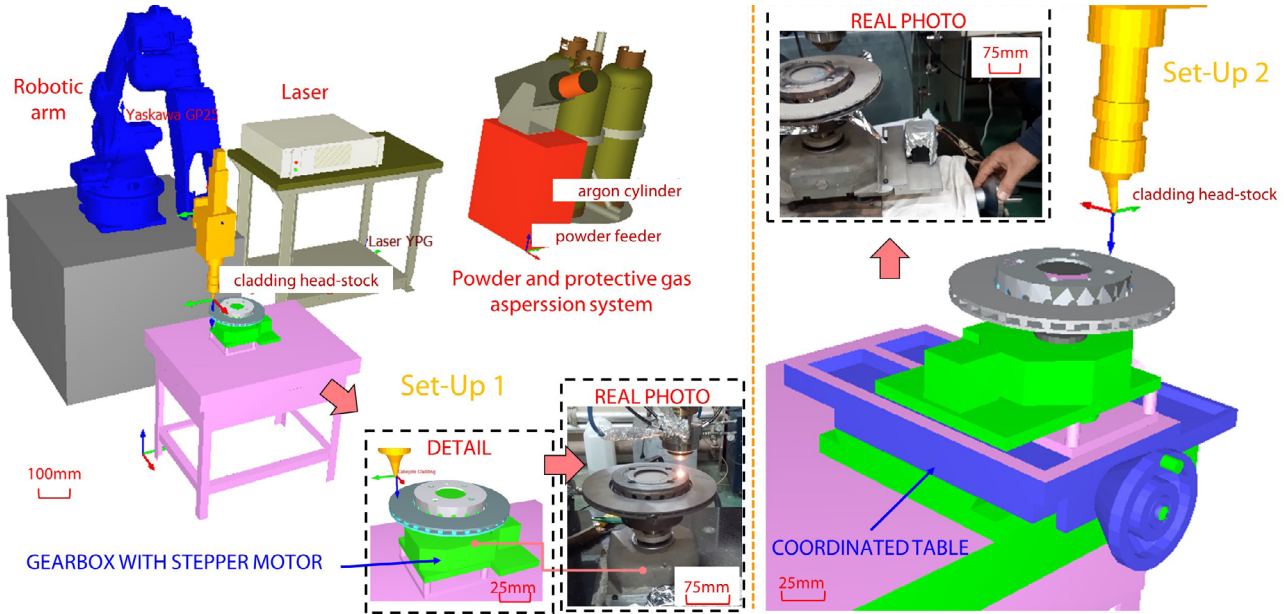 Robotic
arm
Yaskawa GP25
Laser
Laser YPG
argon cylinder
powder feeder
Powder and protective gas
asperssion system
cladding head-stock
100mm
Set-Up 1
DETAIL
Laserpite Cladding
GEARBOX WITH STEPPER MOTOR
25mm
REAL PHOTO
75mm
REAL PHOTO
75mm
Set-Up 2
cladding head-stock
COORDINATED TABLE
25mm